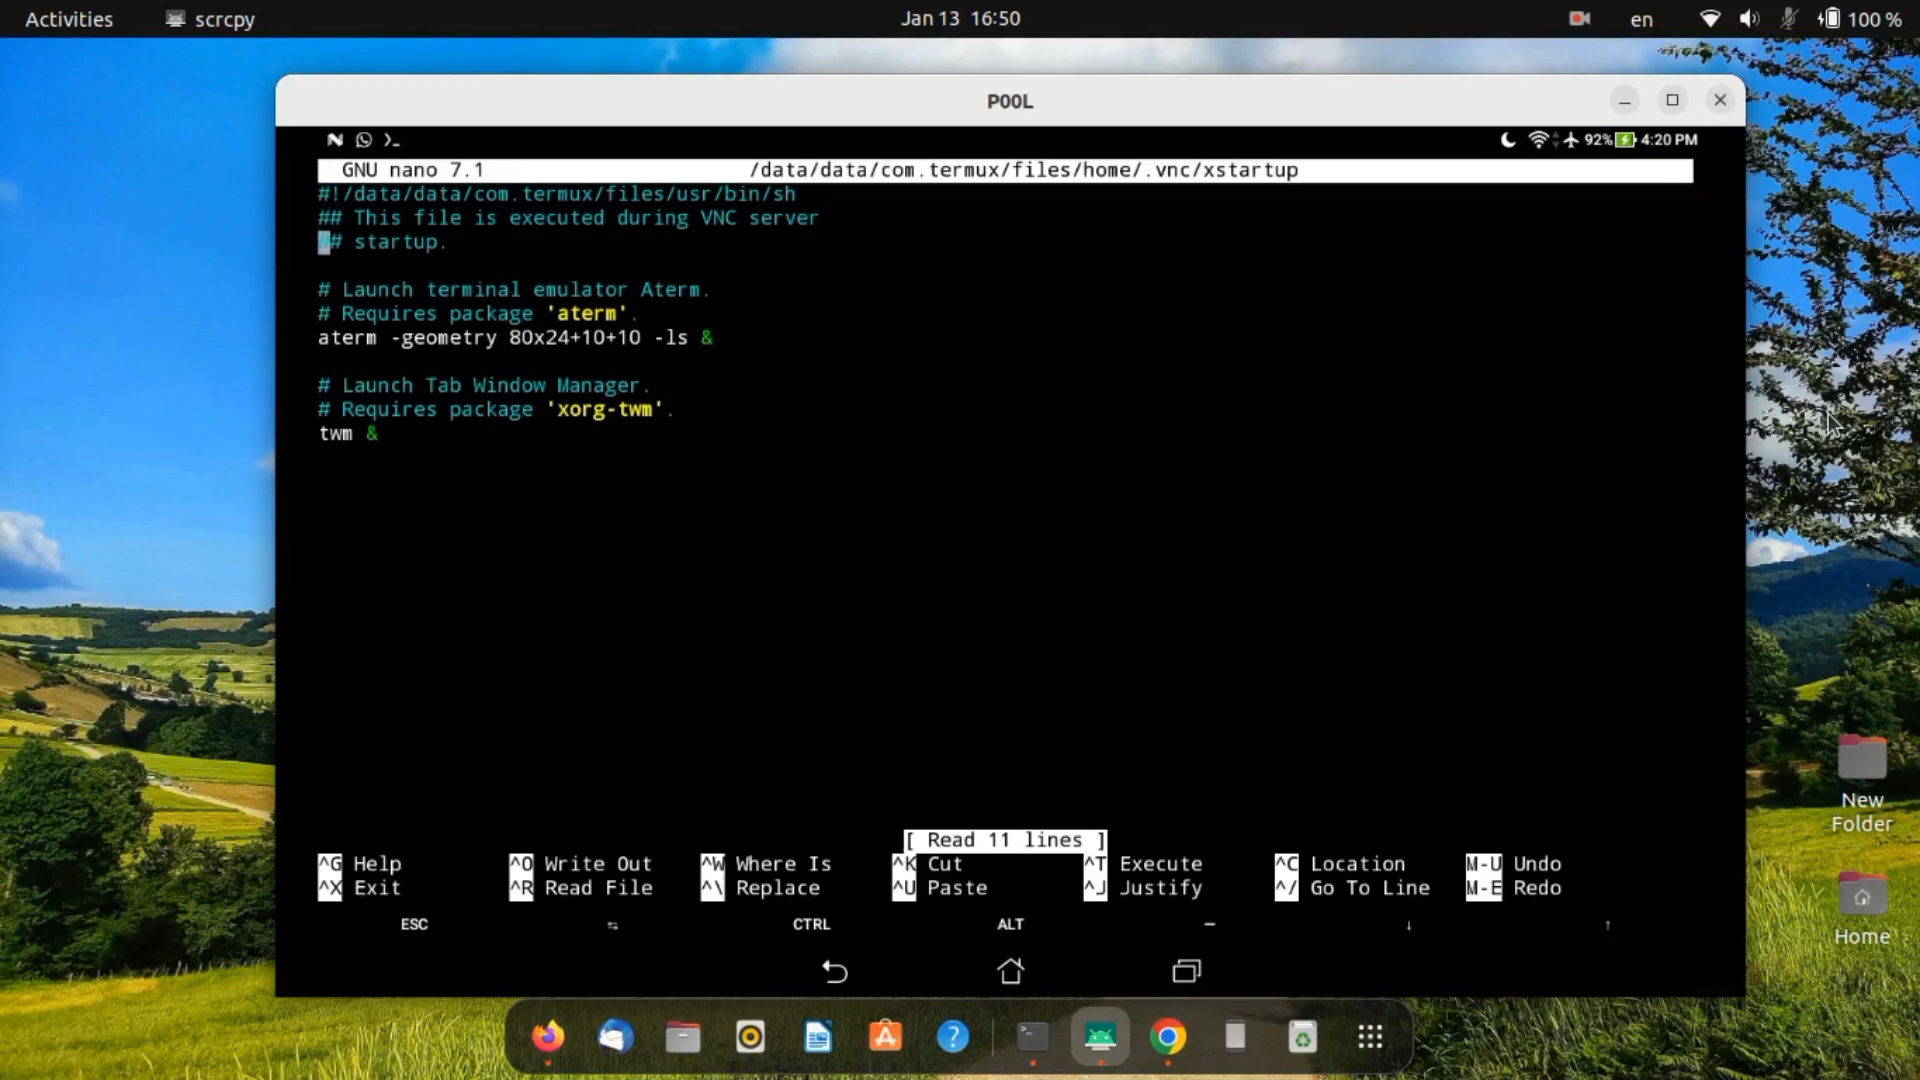 Activities scrcpy Jan 13 16:50 en 100 %
P00L
92% 4:20 PM
GNU nano 7.1 /data/data/com.termux/files/home/.vnc/xstartup
#!/data/data/com.termux/files/usr/bin/sh
## This file is executed during VNC server
## startup.
# Launch terminal emulator Aterm.
# Requires package 'aterm'.
aterm -geometry 80x24+10+10 -ls &
# Launch Tab Window Manager.
# Requires package 'xorg-twm'.
twm &
[ Read 11 lines ]
^G Help ^O Write Out ^W Where Is ^K Cut ^T Execute ^C Location M-U Undo
^X Exit ^R Read File ^\ Replace ^U Paste ^J Justify ^/ Go To Line M-E Redo
ESC ⇆ CTRL ALT − ↓ ↑
New
Folder
Home